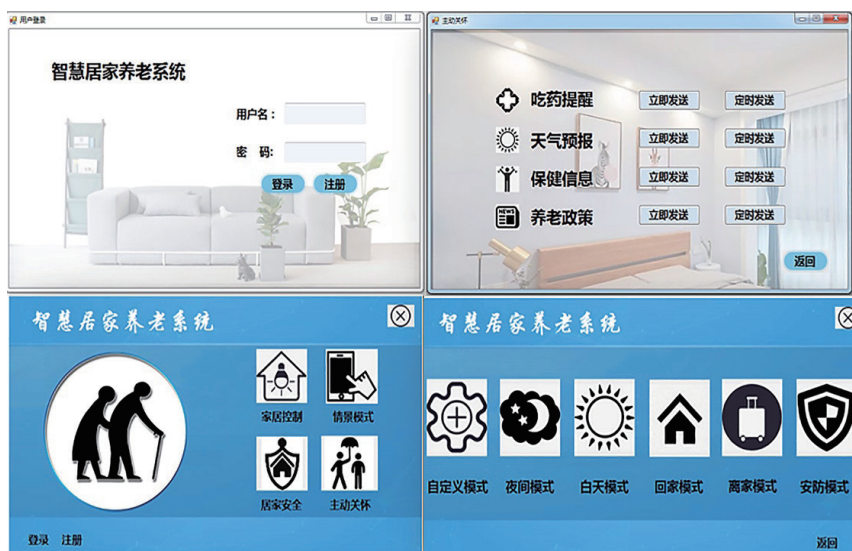 用户登录
智慧居家养老系统
用户名：
密 码:
登录 注册
主动关怀
吃药提醒 立即发送 定时发送
天气预报 立即发送 定时发送
保健信息 立即发送 定时发送
NEWS 养老政策 立即发送 定时发送
返回
智慧居家养老系统
家居控制 情景模式
居家安全 主动关怀
登录 注册
智慧居家养老系统
自定义模式 夜间模式 白天模式 回家模式 离家模式 安防模式
返回